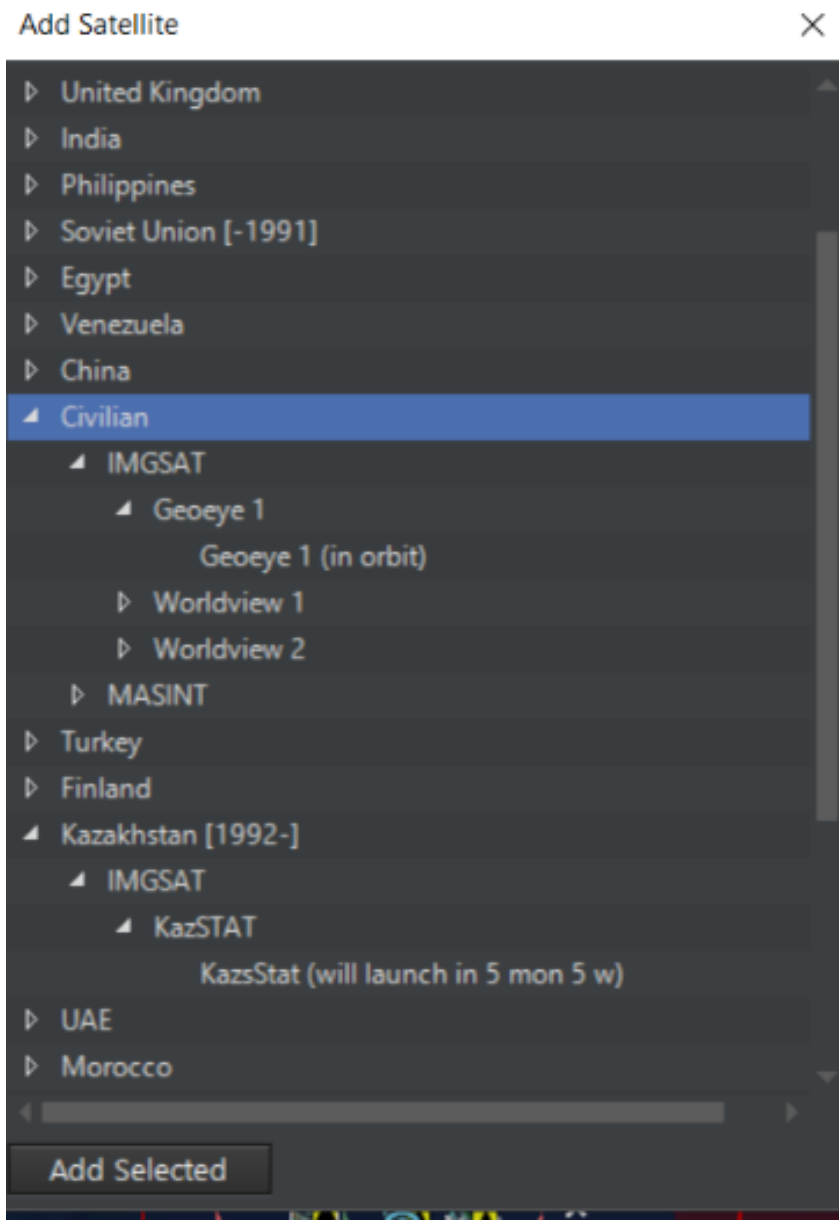 Add Satellite
United Kingdom
India
Philippines
Soviet Union [-1991]
Egypt
Venezuela
China
Civilian
IMGSAT
Geoeye 1
Geoeye 1 (in orbit)
Worldview 1
Worldview 2
MASINT
Turkey
Finland
Kazakhstan [1992-]
IMGSAT
KazSTAT
KazsStat (will launch in 5 mon 5 w)
UAE
Morocco
Add Selected